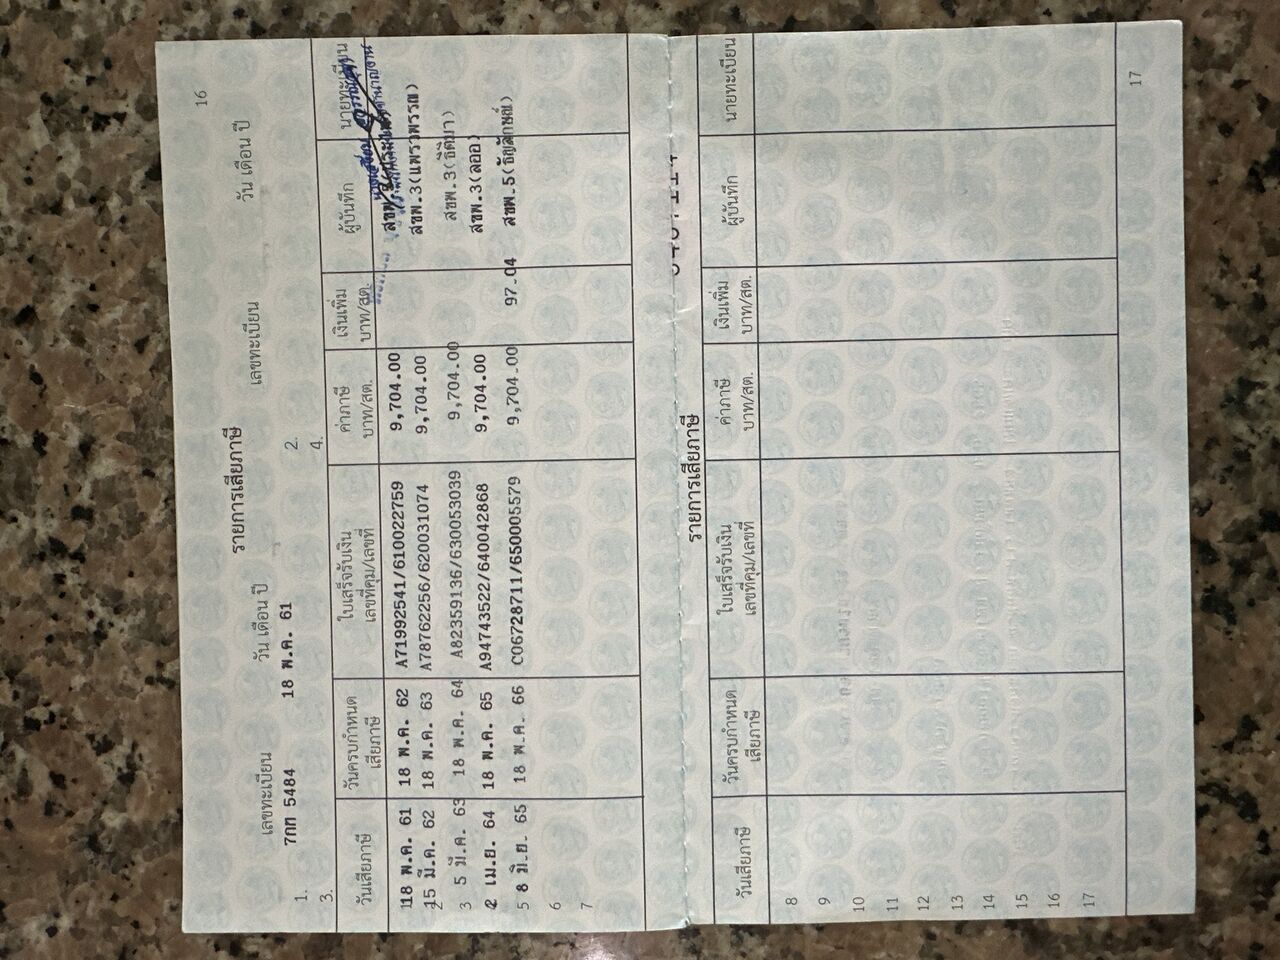 16
รายการเสียภาษี
เลขทะเบียน วัน เดือน ปี เลขทะเบียน วัน เดือน ปี
1. 7กท 5484 18 พ.ค. 61 2.
3. 4.
วันเสียภาษี วันครบกำหนดเสียภาษี ใบเสร็จรับเงิน เลขที่คุม/เลขที่ ค่าภาษี บาท/สต. เงินเพิ่ม บาท/สต. ผู้บันทึก นายทะเบียน
18 พ.ค. 61 18 พ.ค. 62 A71992541/610022759 9,704.00
2 15 มี.ค. 62 18 พ.ค. 63 A78762256/620031074 9,704.00 สขพ.3(แพรวพรรณ)
3 5 มี.ค. 63 18 พ.ค. 64 A82359136/630053039 9,704.00 สขพ.3(ธิติมา)
2 เม.ย. 64 18 พ.ค. 65 A94743522/640042868 9,704.00 สขพ.3(ลออ)
5 8 มิ.ย. 65 18 พ.ค. 66 C06728711/650005579 9,704.00 97.04 สขพ.5(ธัญลักษณ์)
6
7
รายการเสียภาษี
วันเสียภาษี วันครบกำหนดเสียภาษี ใบเสร็จรับเงิน เลขที่คุม/เลขที่ ค่าภาษี บาท/สต. เงินเพิ่ม บาท/สต. ผู้บันทึก นายทะเบียน
8
9
10
11
12
13
14
15
16
17
17